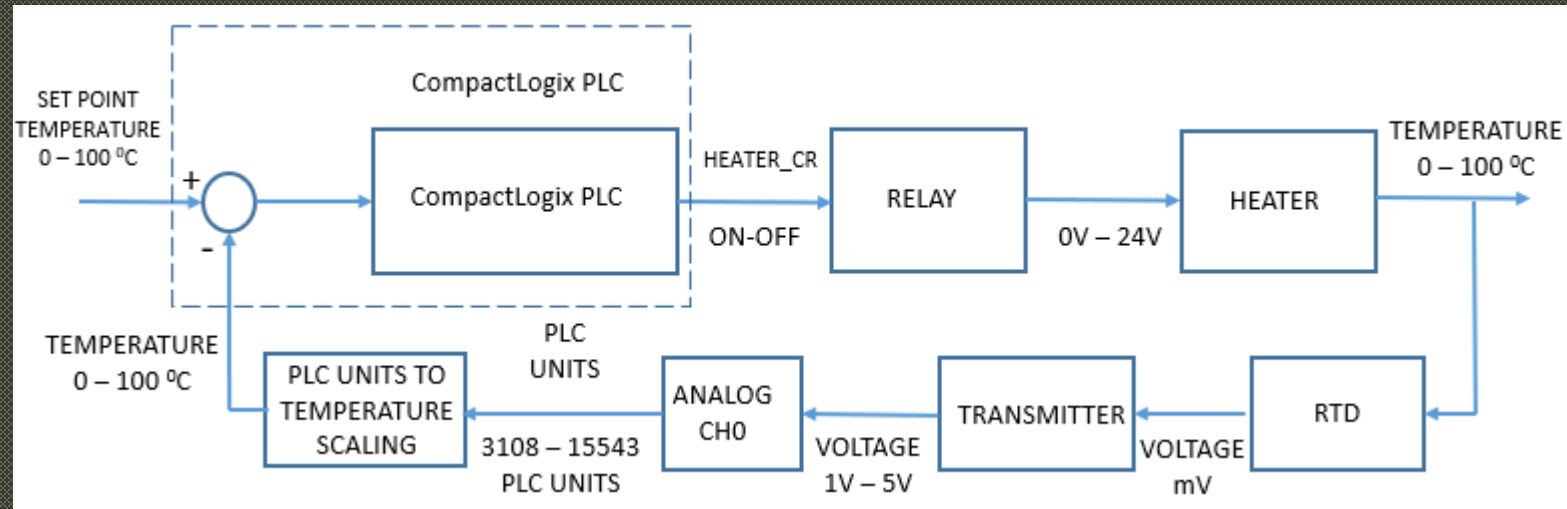 CompactLogix PLC
SET POINT
TEMPERATURE
0 – 100 ⁰C
+
-
CompactLogix PLC
HEATER_CR
ON-OFF
RELAY
0V – 24V
HEATER
TEMPERATURE
0 – 100 ⁰C
TEMPERATURE
0 – 100 ⁰C
PLC UNITS TO
TEMPERATURE
SCALING
PLC
UNITS
3108 – 15543
PLC UNITS
ANALOG
CH0
VOLTAGE
1V – 5V
TRANSMITTER
VOLTAGE
mV
RTD